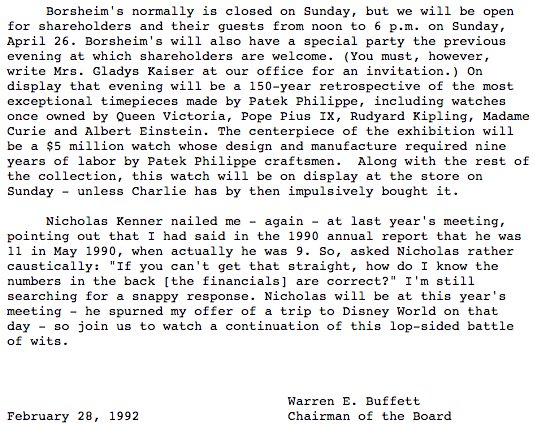 Borsheim's normally is closed on Sunday, but we will be open
for shareholders and their guests from noon to 6 p.m. on Sunday,
April 26. Borsheim's will also have a special party the previous
evening at which shareholders are welcome. (You must, however,
write Mrs. Gladys Kaiser at our office for an invitation.) On
display that evening will be a 150-year retrospective of the most
exceptional timepieces made by Patek Philippe, including watches
once owned by Queen Victoria, Pope Pius IX, Rudyard Kipling, Madame
Curie and Albert Einstein. The centerpiece of the exhibition will
be a $5 million watch whose design and manufacture required nine
years of labor by Patek Philippe craftsmen.  Along with the rest of
the collection, this watch will be on display at the store on
Sunday - unless Charlie has by then impulsively bought it.

Nicholas Kenner nailed me - again - at last year's meeting,
pointing out that I had said in the 1990 annual report that he was
11 in May 1990, when actually he was 9. So, asked Nicholas rather
caustically: "If you can't get that straight, how do I know the
numbers in the back [the financials] are correct?" I'm still
searching for a snappy response. Nicholas will be at this year's
meeting - he spurned my offer of a trip to Disney World on that
day - so join us to watch a continuation of this lop-sided battle
of wits.

Warren E. Buffett
February 28, 1992 Chairman of the Board